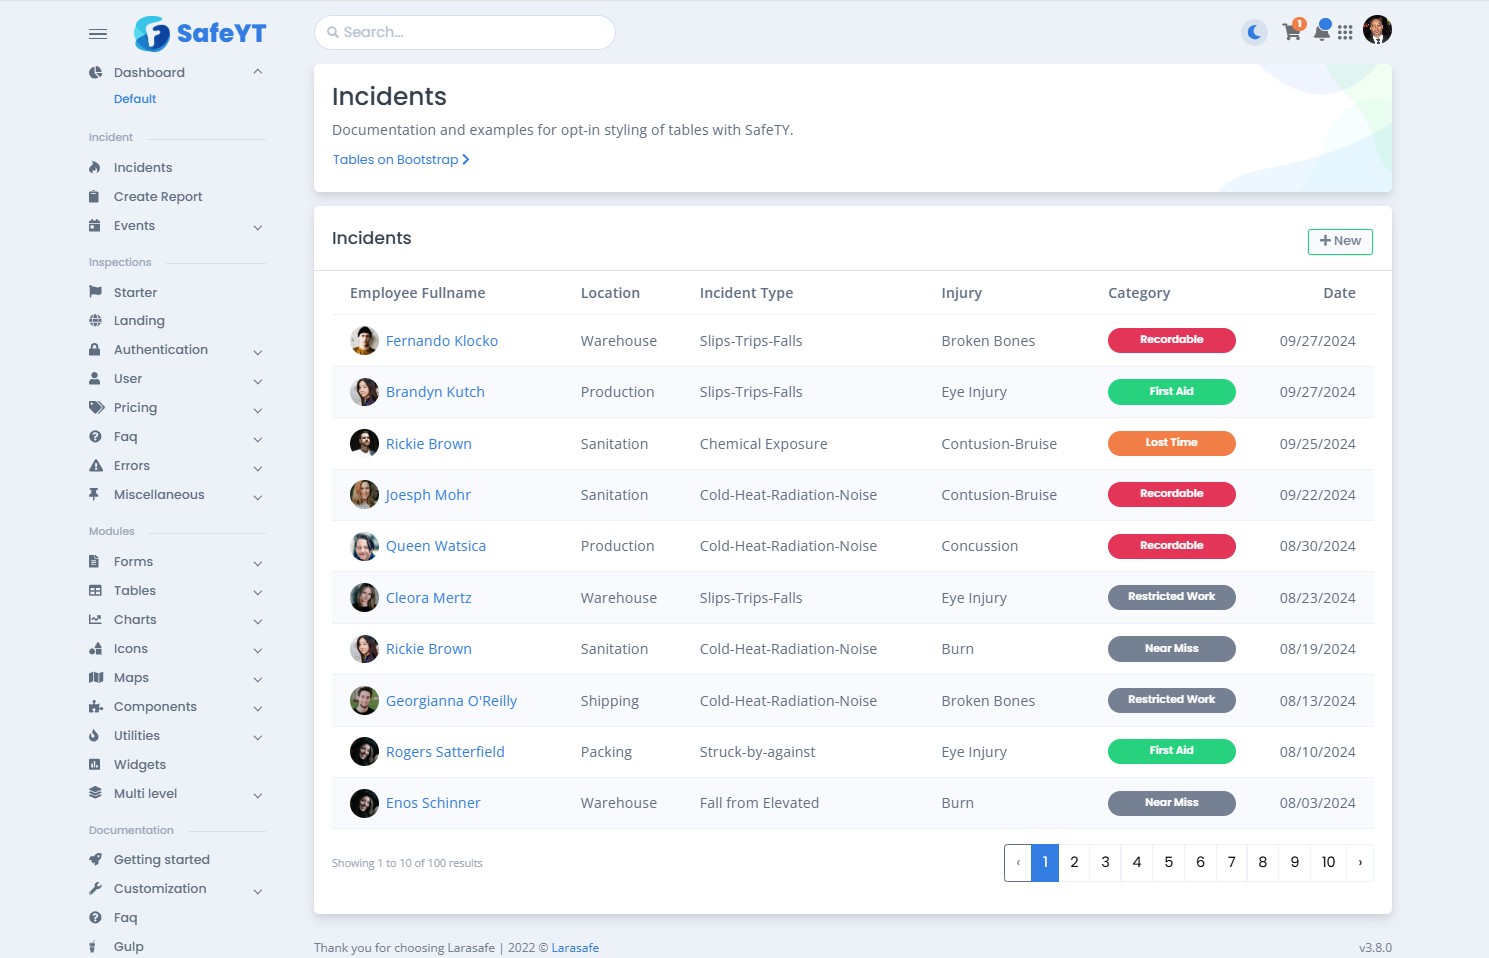 SafeYT
Search...
1
Dashboard
Default
Incident
Incidents
Create Report
Events
Inspections
Starter
Landing
Authentication
User
Pricing
Faq
Errors
Miscellaneous
Modules
Forms
Tables
Charts
Icons
Maps
Components
Utilities
Widgets
Multi level
Documentation
Getting started
Customization
Faq
Gulp
Incidents
Documentation and examples for opt-in styling of tables with SafeTY.
Tables on Bootstrap
Incidents
New
Employee Fullname Location Incident Type Injury Category Date
Fernando Klocko Warehouse Slips-Trips-Falls Broken Bones Recordable 09/27/2024
Brandyn Kutch Production Slips-Trips-Falls Eye Injury First Aid 09/27/2024
Rickie Brown Sanitation Chemical Exposure Contusion-Bruise Lost Time 09/25/2024
Joesph Mohr Sanitation Cold-Heat-Radiation-Noise Contusion-Bruise Recordable 09/22/2024
Queen Watsica Production Cold-Heat-Radiation-Noise Concussion Recordable 08/30/2024
Cleora Mertz Warehouse Slips-Trips-Falls Eye Injury Restricted Work 08/23/2024
Rickie Brown Sanitation Cold-Heat-Radiation-Noise Burn Near Miss 08/19/2024
Georgianna O'Reilly Shipping Cold-Heat-Radiation-Noise Broken Bones Restricted Work 08/13/2024
Rogers Satterfield Packing Struck-by-against Eye Injury First Aid 08/10/2024
Enos Schinner Warehouse Fall from Elevated Burn Near Miss 08/03/2024
Showing 1 to 10 of 100 results ‹ 1 2 3 4 5 6 7 8 9 10 ›
Thank you for choosing Larasafe | 2022 © Larasafe v3.8.0